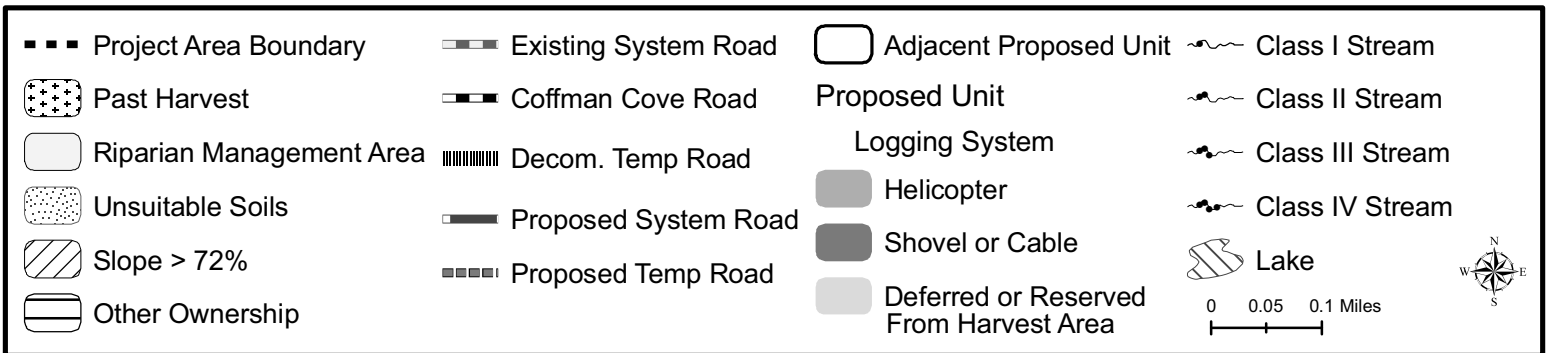 Project Area Boundary
Past Harvest
Riparian Management Area
Unsuitable Soils
Slope > 72%
Other Ownership
Existing System Road
Coffman Cove Road
Decom. Temp Road
Proposed System Road
Proposed Temp Road
Adjacent Proposed Unit
Proposed Unit
Logging System
Helicopter
Shovel or Cable
Deferred or Reserved
From Harvest Area
Class I Stream
Class II Stream
Class III Stream
Class IV Stream
Lake
0 0.05 0.1 Miles
N
W E
S